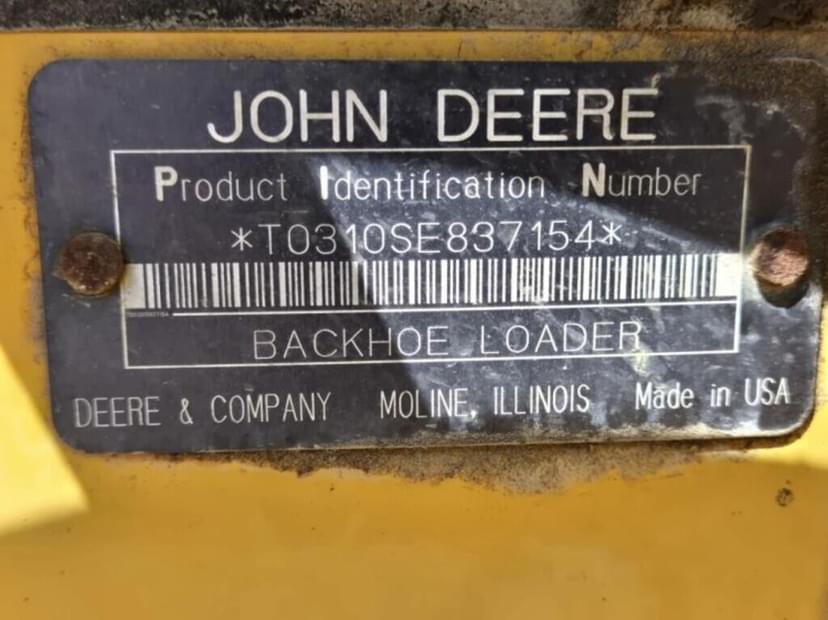 JOHN DEERE
Product Identification Number
*T0310SE837154*
BACKHOE LOADER
DEERE & COMPANY MOLINE, ILLINOIS Made in USA